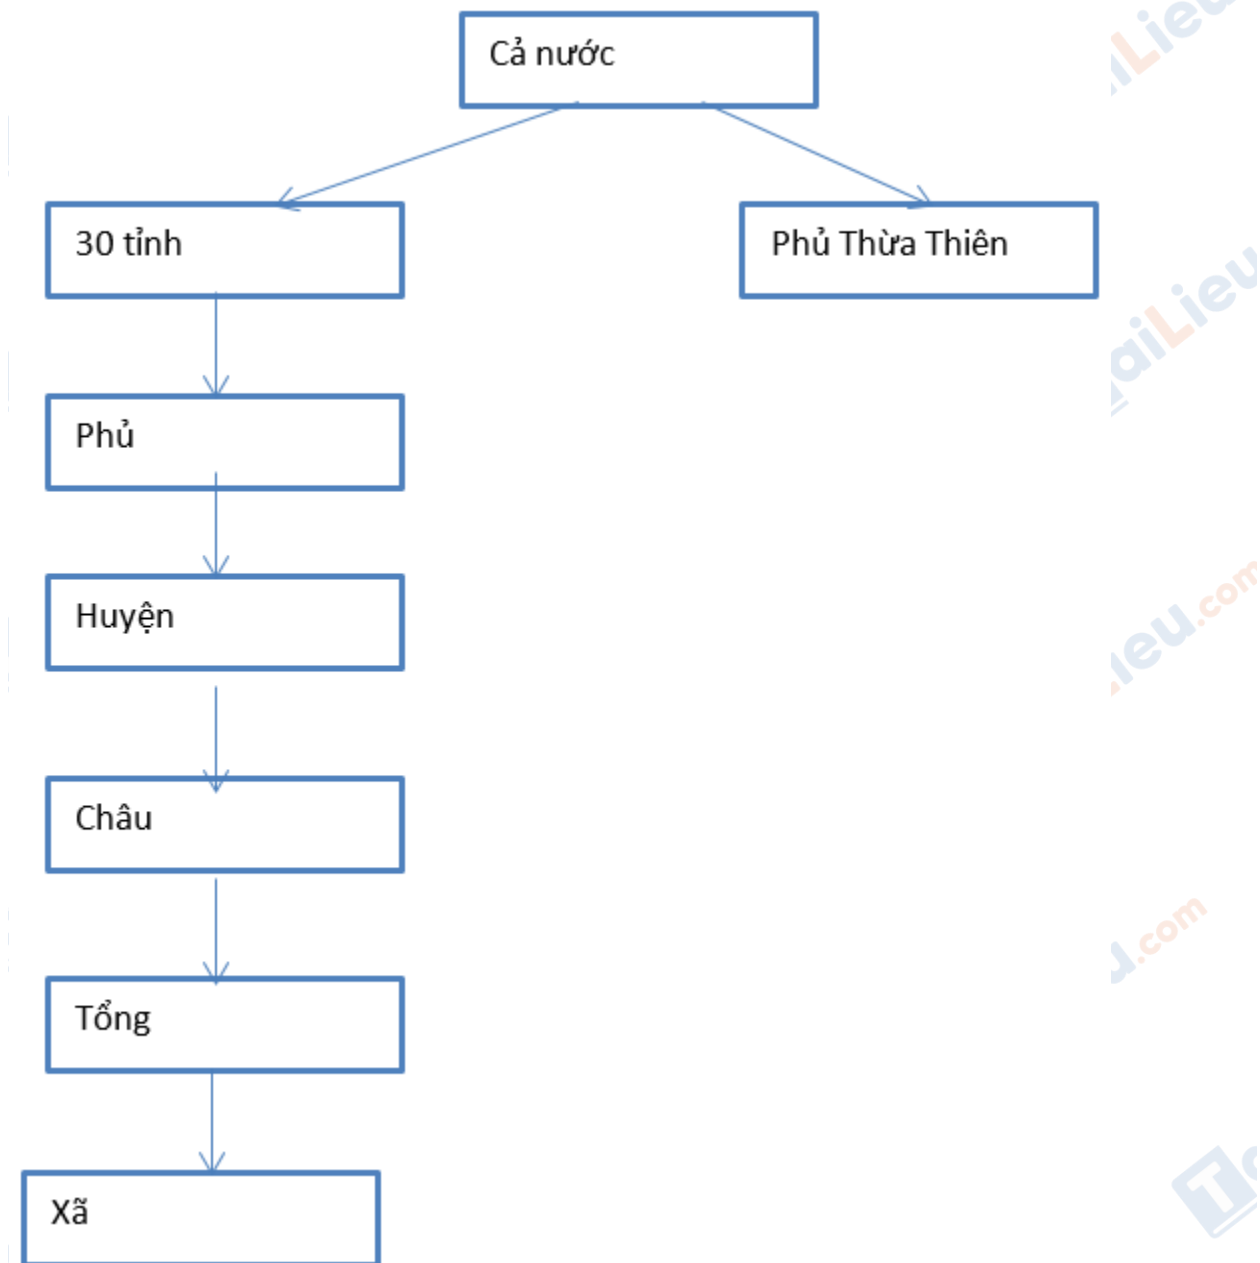 Cả nước
30 tỉnh
Phủ Thừa Thiên
Phủ
Huyện
Châu
Tổng
Xã